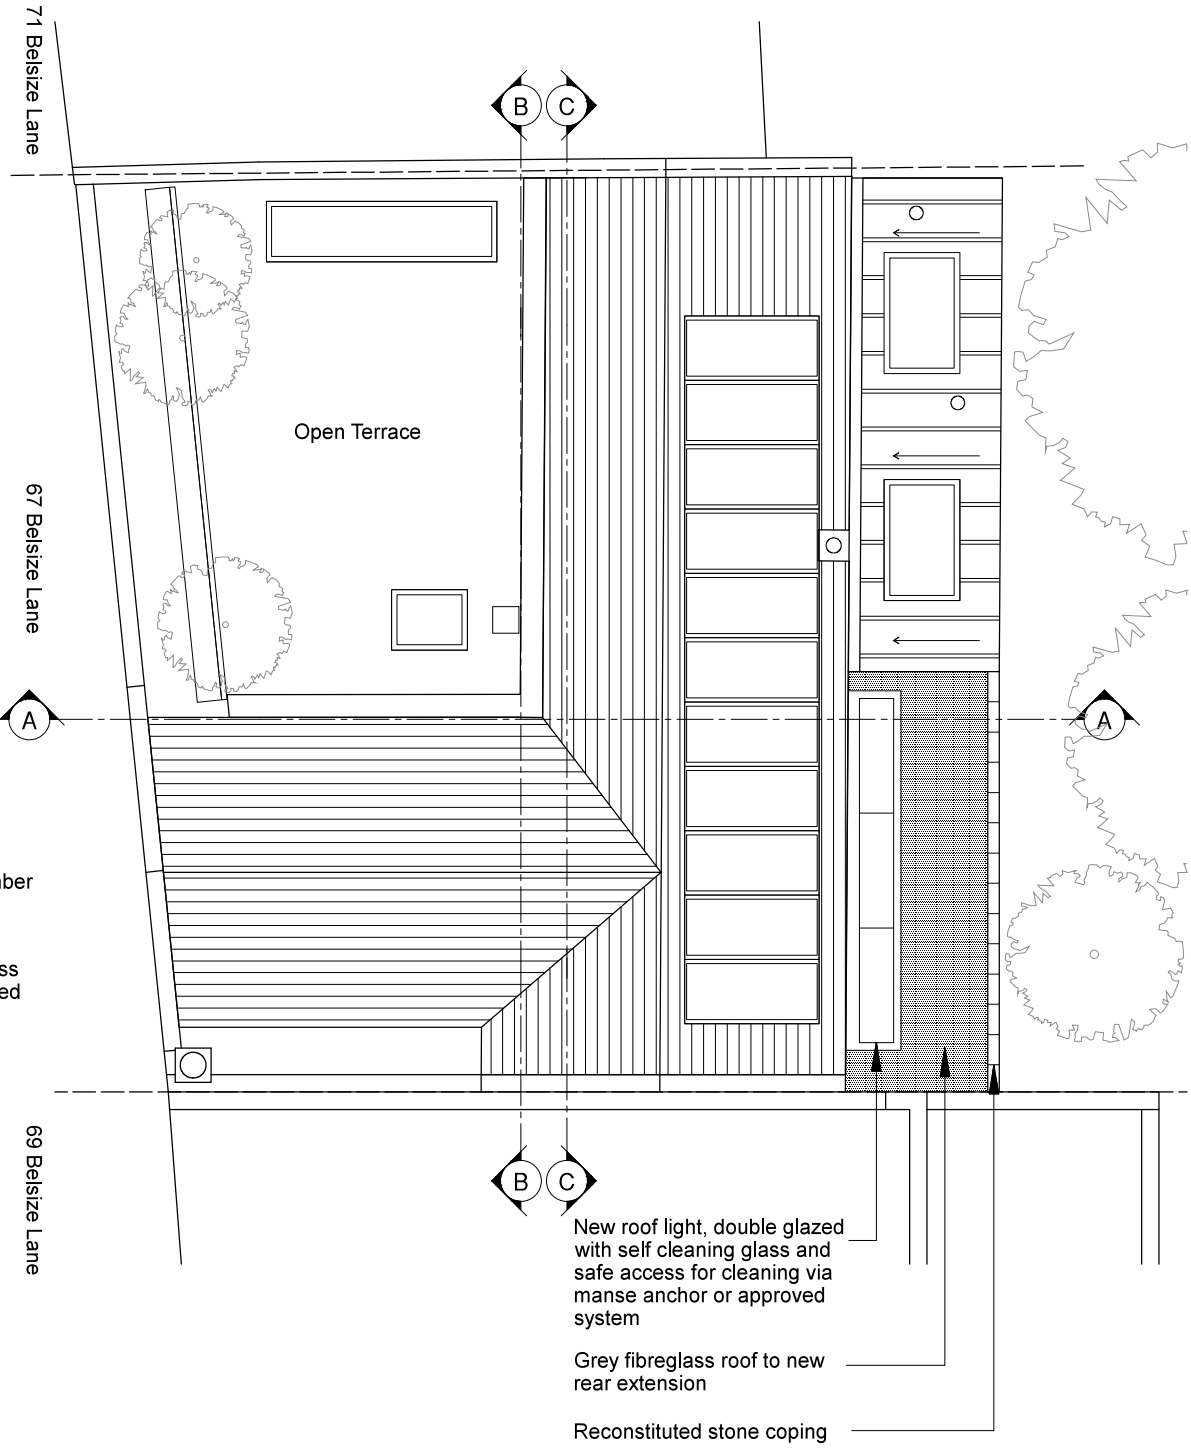 71 Belsize Lane
B
C
Open Terrace
67 Belsize Lane
A
A
69 Belsize Lane
B
C
New roof light, double glazed
with self cleaning glass and
safe access for cleaning via
manse anchor or approved
system
Grey fibreglass roof to new
rear extension
Reconstituted stone coping